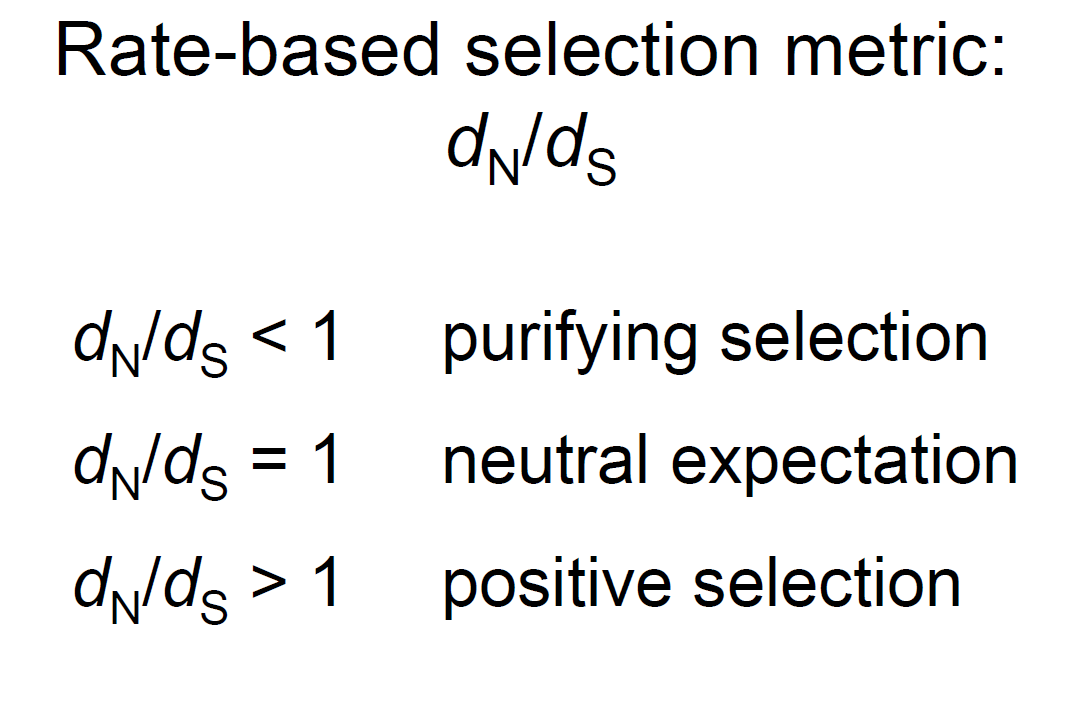 Rate-based selection metric:
dN/dS
dN/dS < 1 purifying selection
dN/dS = 1 neutral expectation
dN/dS > 1 positive selection